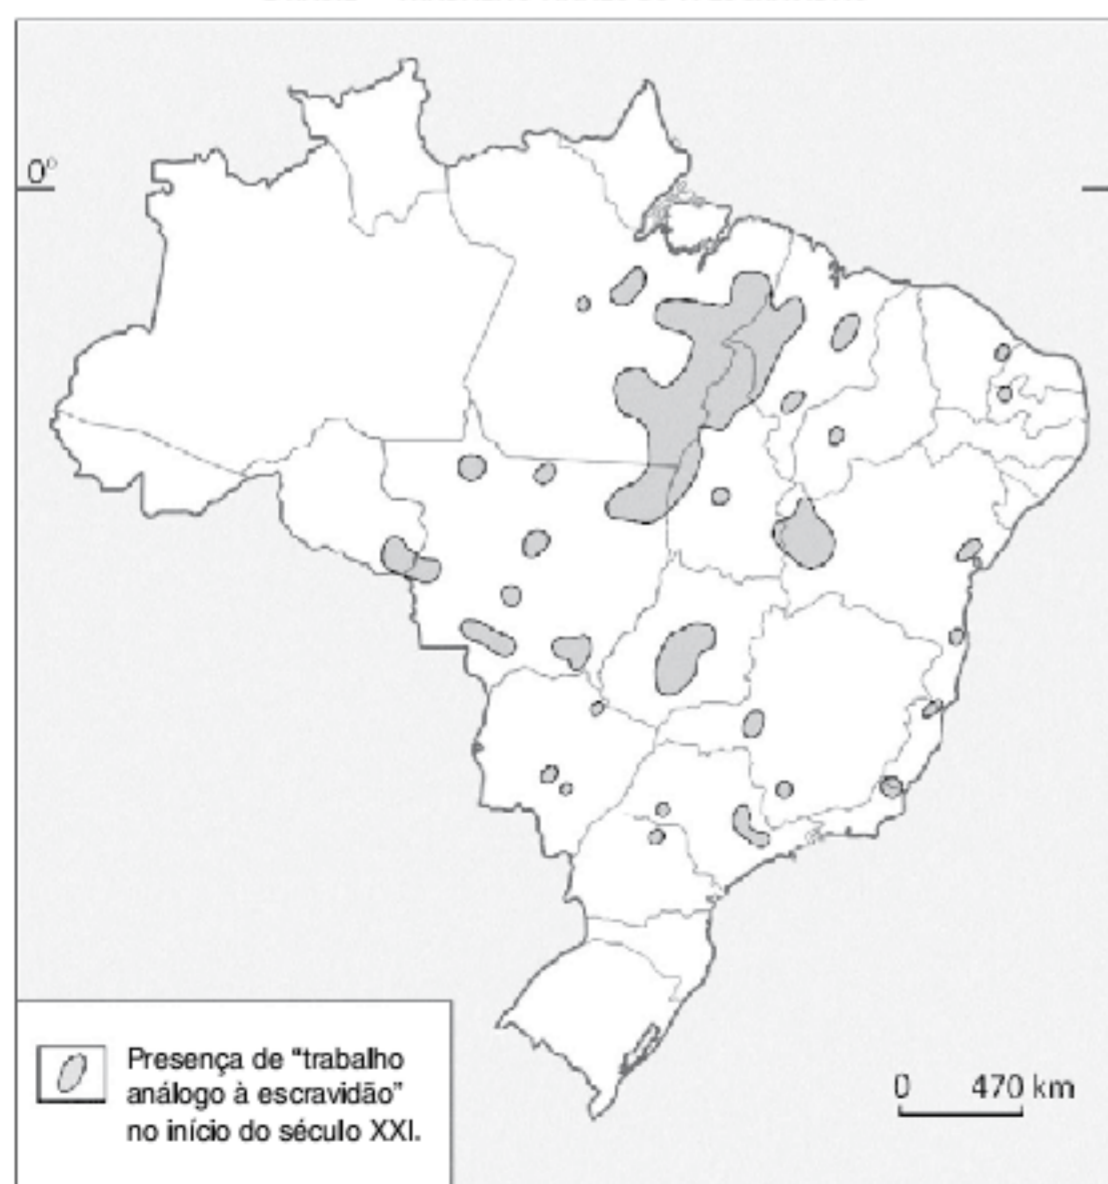 0°
Presença de “trabalho
análogo à escravidão”
no início do século XXI.
0 470 km